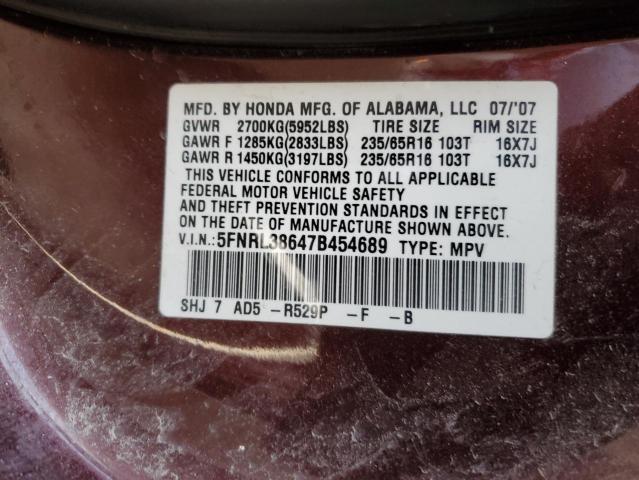 MFD. BY HONDA MFG. OF ALABAMA, LLC 07/'07
GVWR 2700KG(5952LBS) TIRE SIZE RIM SIZE
GAWR F 1285KG(2833LBS) 235/65R16 103T 16X7J
GAWR R 1450KG(3197LBS) 235/65R16 103T 16X7J
THIS VEHICLE CONFORMS TO ALL APPLICABLE
FEDERAL MOTOR VEHICLE SAFETY
AND THEFT PREVENTION STANDARDS IN EFFECT
ON THE DATE OF MANUFACTURE SHOWN ABOVE.
V.I.N.: 5FNRL38647B454689 TYPE: MPV
SHJ 7 AD5 -R529P -F -B